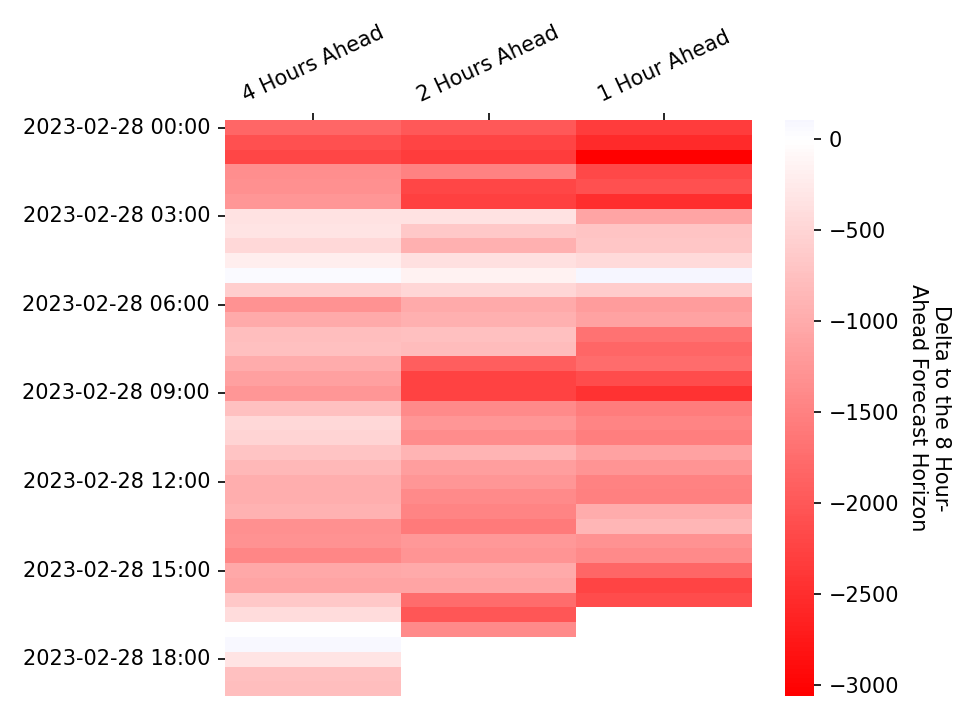 4 Hours Ahead
2 Hours Ahead
1 Hour Ahead
2023-02-28 00:00
2023-02-28 03:00
2023-02-28 06:00
2023-02-28 09:00
2023-02-28 12:00
2023-02-28 15:00
2023-02-28 18:00
0
−500
−1000
−1500
−2000
−2500
−3000
Delta to the 8 Hour-
Ahead Forecast Horizon